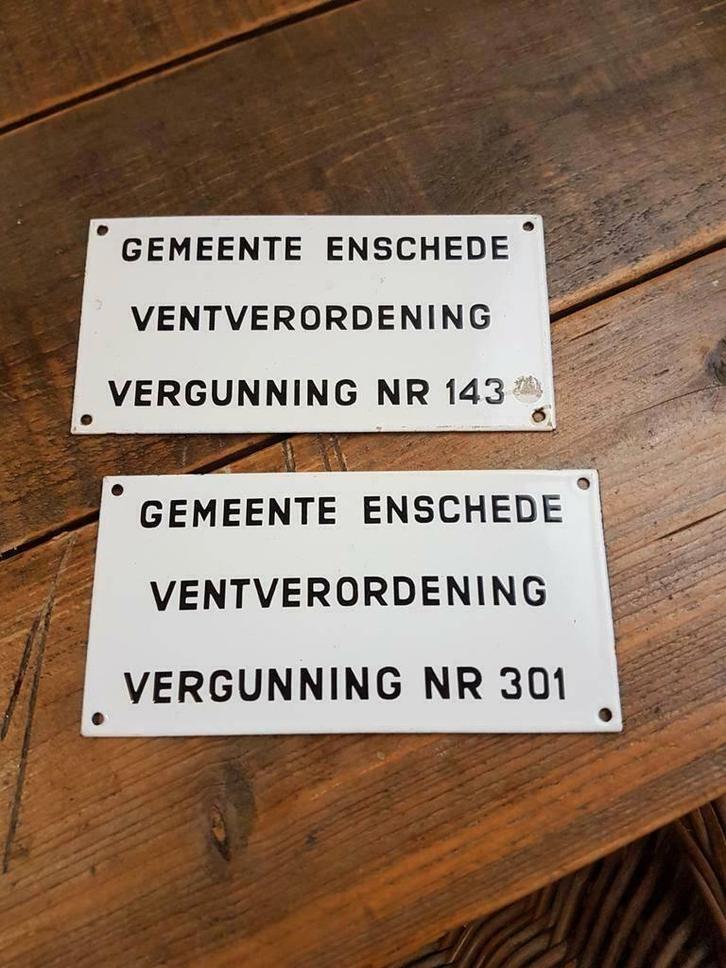 GEMEENTE ENSCHEDE
VENTVERORDENING
VERGUNNING NR 143
GEMEENTE ENSCHEDE
VENTVERORDENING
VERGUNNING NR 301